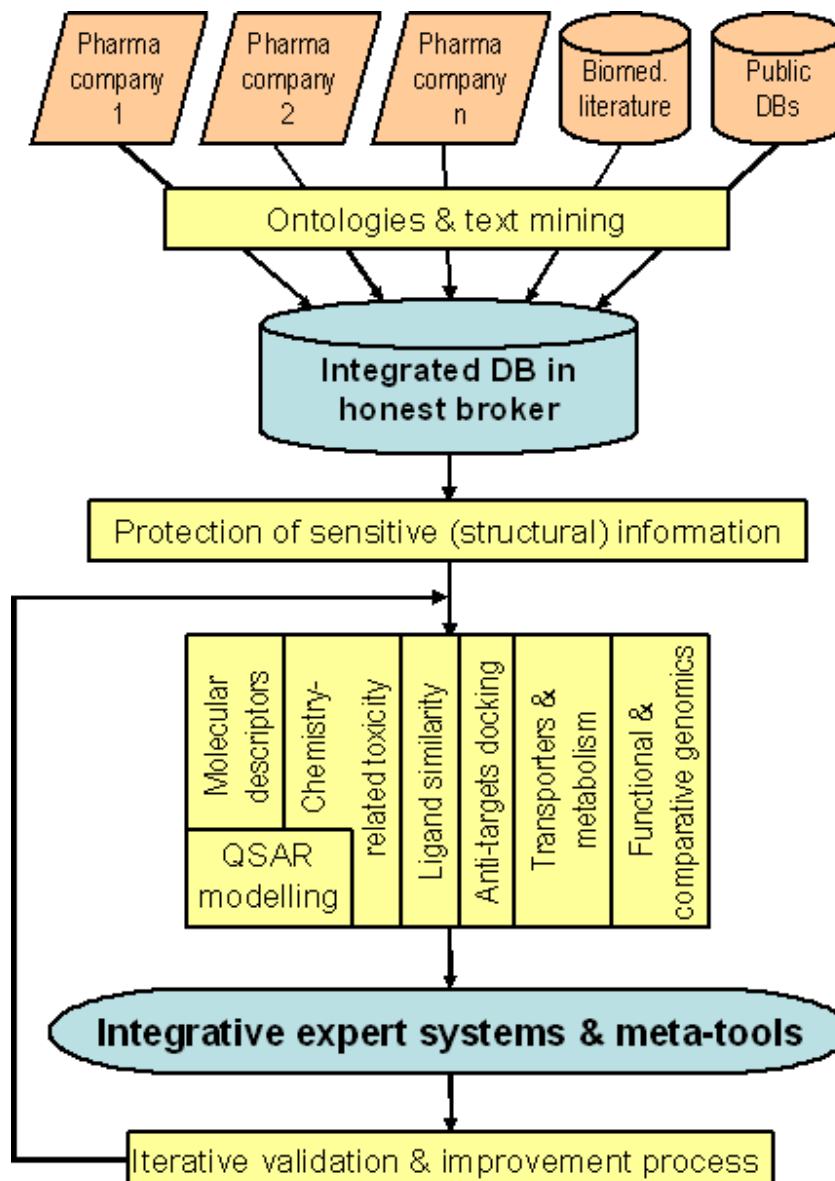 Pharma
company
1
Pharma
company
2
Pharma
company
n
Biomed.
literature
Public
DBs
Ontologies & text mining
Integrated DB in
honest broker
Protection of sensitive (structural) information
Molecular
descriptors
Chemistry-
related toxicity
QSAR
modelling
Ligand similarity
Anti-targets docking
Transporters &
metabolism
Functional &
comparative genomics
Integrative expert systems & meta-tools
Iterative validation & improvement process